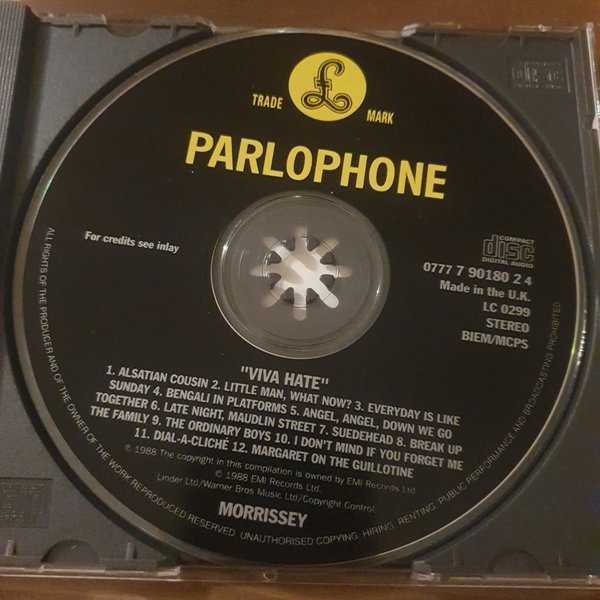 £
TRADE MARK
PARLOPHONE
For credits see inlay
COMPACT
disc
DIGITAL AUDIO
0777 7 90180 2 4
Made in the U.K.
LC 0299
STEREO
BIEM/MCPS
"VIVA HATE"
1. ALSATIAN COUSIN 2. LITTLE MAN, WHAT NOW? 3. EVERYDAY IS LIKE
SUNDAY 4. BENGALI IN PLATFORMS 5. ANGEL, ANGEL, DOWN WE GO
TOGETHER 6. LATE NIGHT, MAUDLIN STREET 7. SUEDEHEAD 8. BREAK UP
THE FAMILY 9. THE ORDINARY BOYS 10. I DON'T MIND IF YOU FORGET ME
11. DIAL-A-CLICHÉ 12. MARGARET ON THE GUILLOTINE
℗ 1988 The copyright in this compilation is owned by EMI Records Ltd.
© 1988 EMI Records Ltd.
Linder Ltd/Warner Bros Music Ltd/Copyright Control.
MORRISSEY
ALL RIGHTS OF THE PRODUCER AND OF THE OWNER OF THE WORK REPRODUCED RESERVED. UNAUTHORISED COPYING, HIRING, RENTING, PUBLIC PERFORMANCE AND BROADCASTING PROHIBITED.